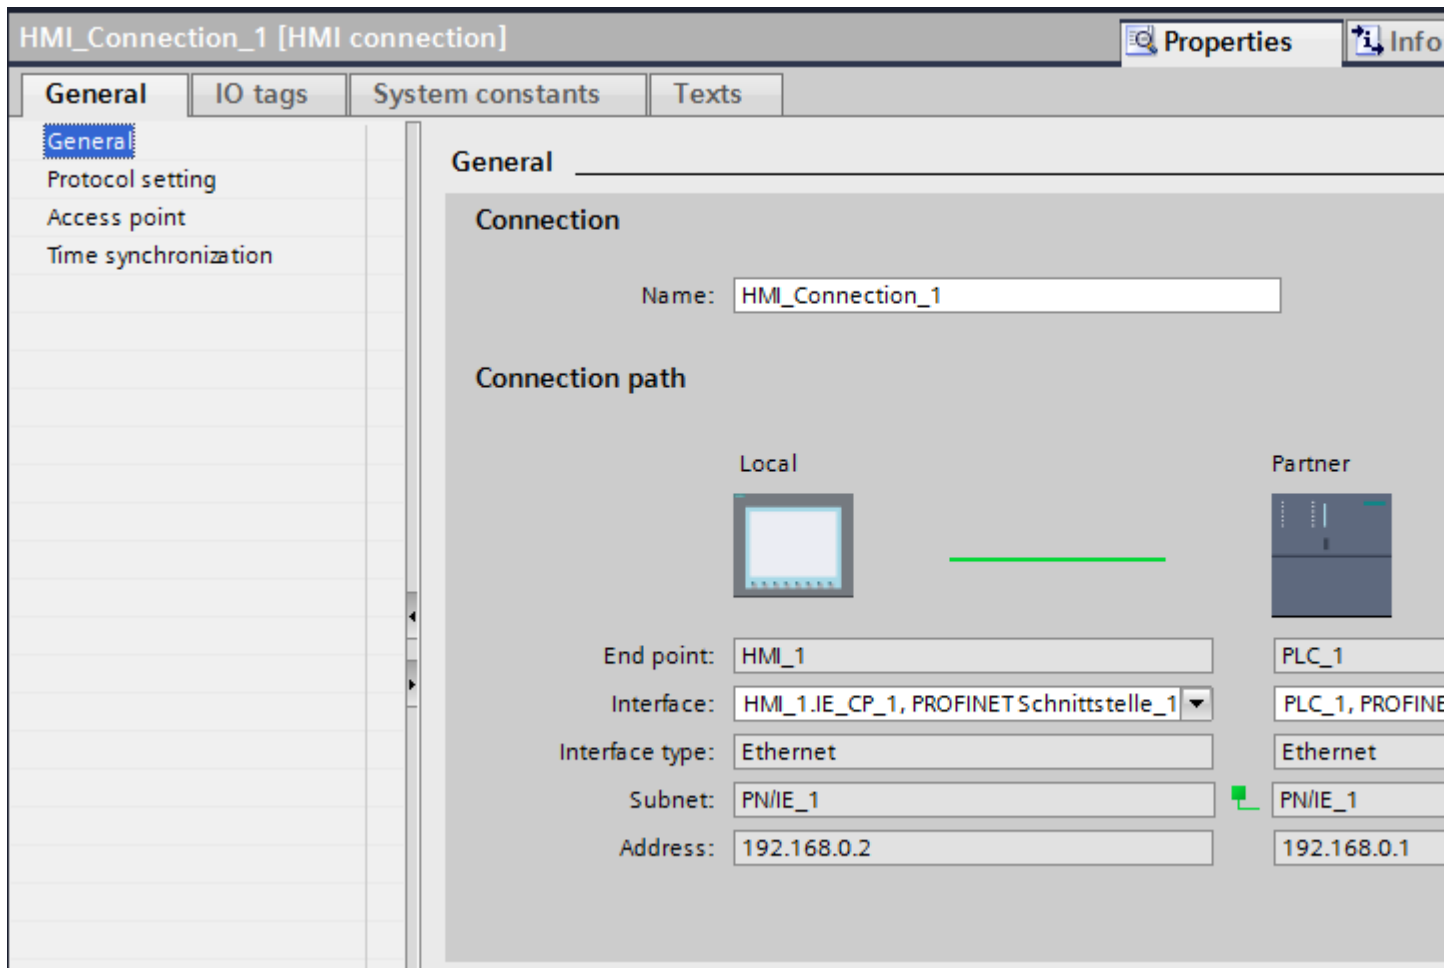 HMI_Connection_1 [HMI connection]
Properties
Info
General
IO tags
System constants
Texts
General
Protocol setting
Access point
Time synchronization
General
Connection
Name: HMI_Connection_1
Connection path
Local Partner
End point: HMI_1 PLC_1
Interface: HMI_1.IE_CP_1, PROFINET Schnittstelle_1 PLC_1, PROFINE
Interface type: Ethernet Ethernet
Subnet: PN/IE_1 PN/IE_1
Address: 192.168.0.2 192.168.0.1